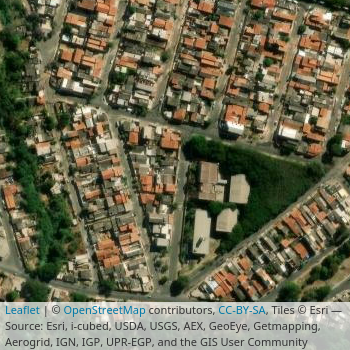 Leaflet | © OpenStreetMap contributors, CC-BY-SA, Tiles © Esri —
Source: Esri, i-cubed, USDA, USGS, AEX, GeoEye, Getmapping,
Aerogrid, IGN, IGP, UPR-EGP, and the GIS User Community